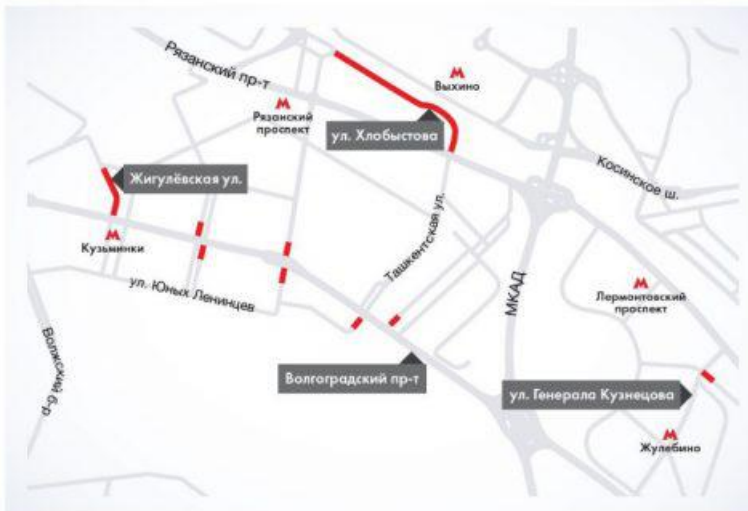 Рязанский пр-т
М
Выхино
М
Рязанский
проспект
ул. Хлобыстова
Косинское ш.
Жигулёвская ул.
М
Кузьминки
Ташкентская ул.
ул. Юных Ленинцев
МКАД
М
Лермонтовский
проспект
Волжский б-р
Волгоградский пр-т
ул. Генерала Кузнецова
М
Жулебино